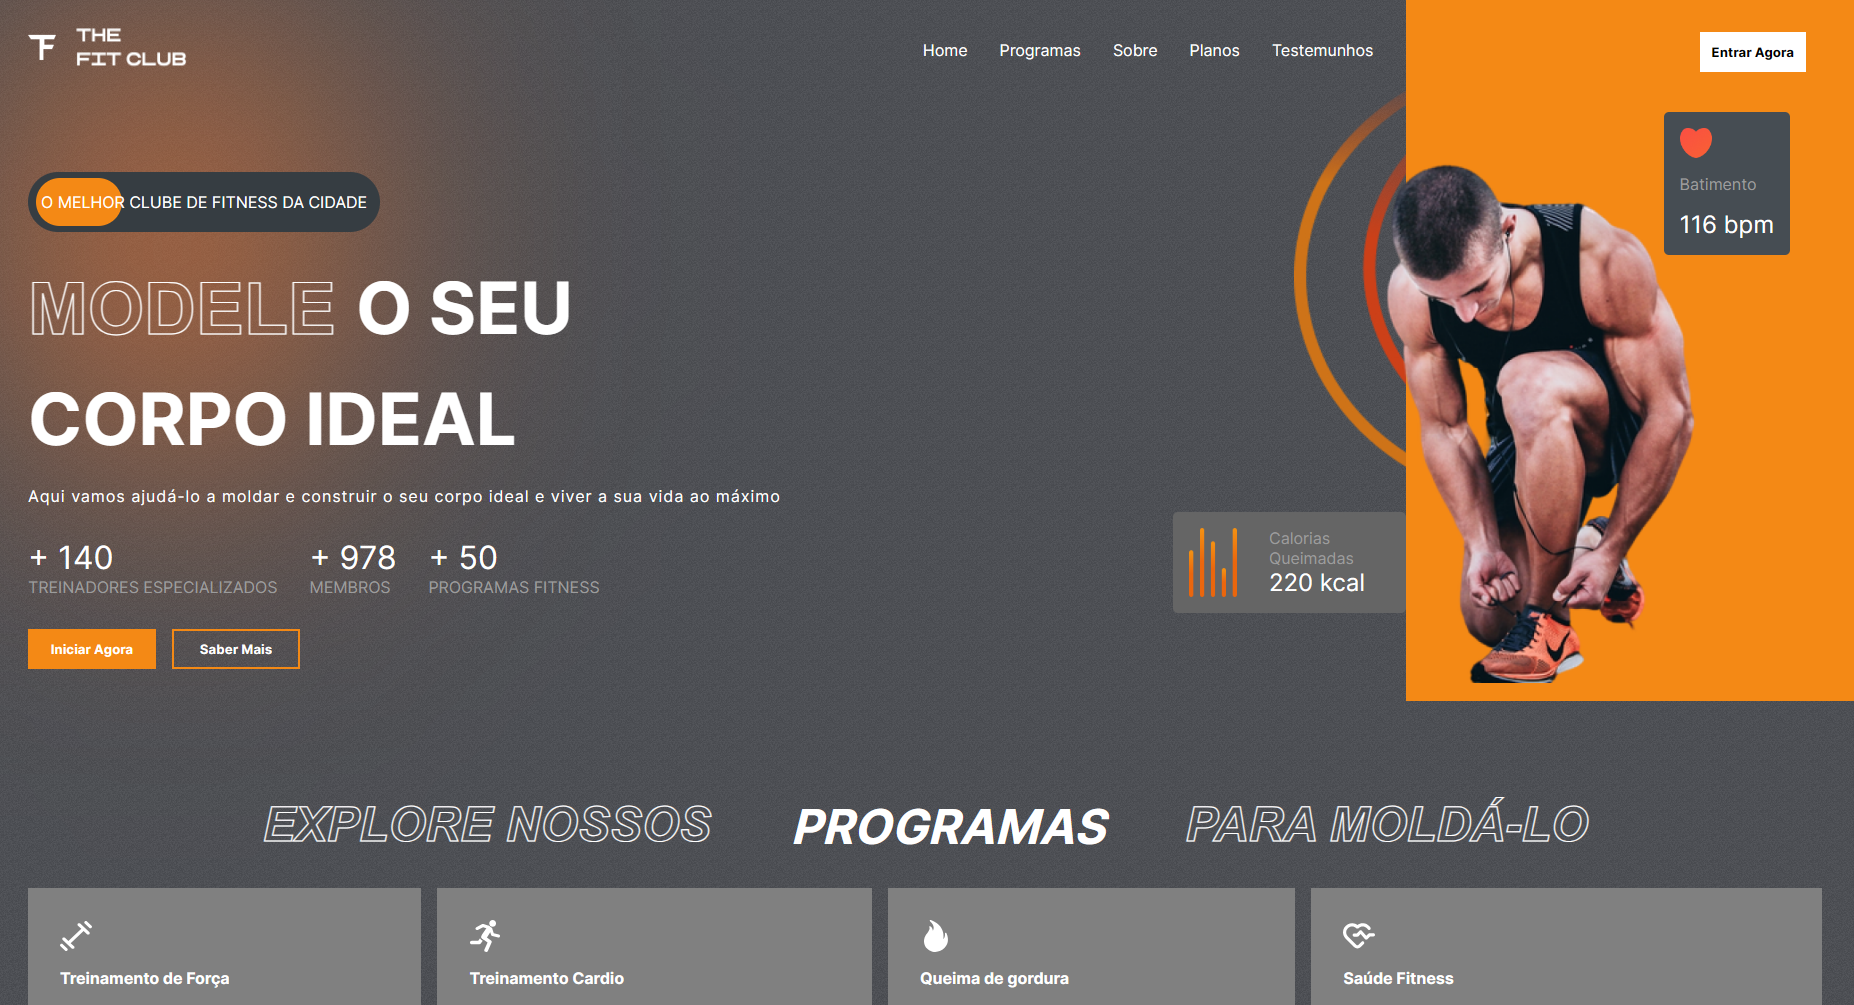 THE
FIT CLUB
Home
Programas
Sobre
Planos
Testemunhos
Entrar Agora
Batimento
116 bpm
O MELHOR CLUBE DE FITNESS DA CIDADE
MODELE O SEU
CORPO IDEAL
Aqui vamos ajudá-lo a moldar e construir o seu corpo ideal e viver a sua vida ao máximo
+ 140
TREINADORES ESPECIALIZADOS
+ 978
MEMBROS
+ 50
PROGRAMAS FITNESS
Calorias
Queimadas
220 kcal
Iniciar Agora
Saber Mais
EXPLORE NOSSOS
PROGRAMAS
PARA MOLDÁ-LO
Treinamento de Força
Treinamento Cardio
Queima de gordura
Saúde Fitness